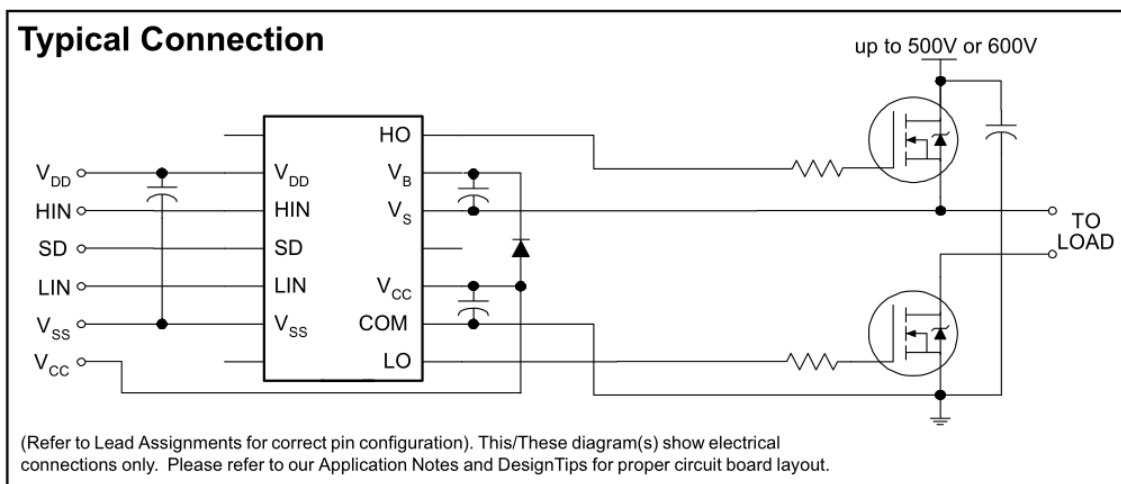 Typical Connection
up to 500V or 600V
HO
V_DD
V_DD
V_B
HIN
HIN
V_S
TO
LOAD
SD
SD
LIN
LIN
V_CC
V_SS
V_SS
COM
V_CC
LO
(Refer to Lead Assignments for correct pin configuration). This/These diagram(s) show electrical
connections only. Please refer to our Application Notes and DesignTips for proper circuit board layout.